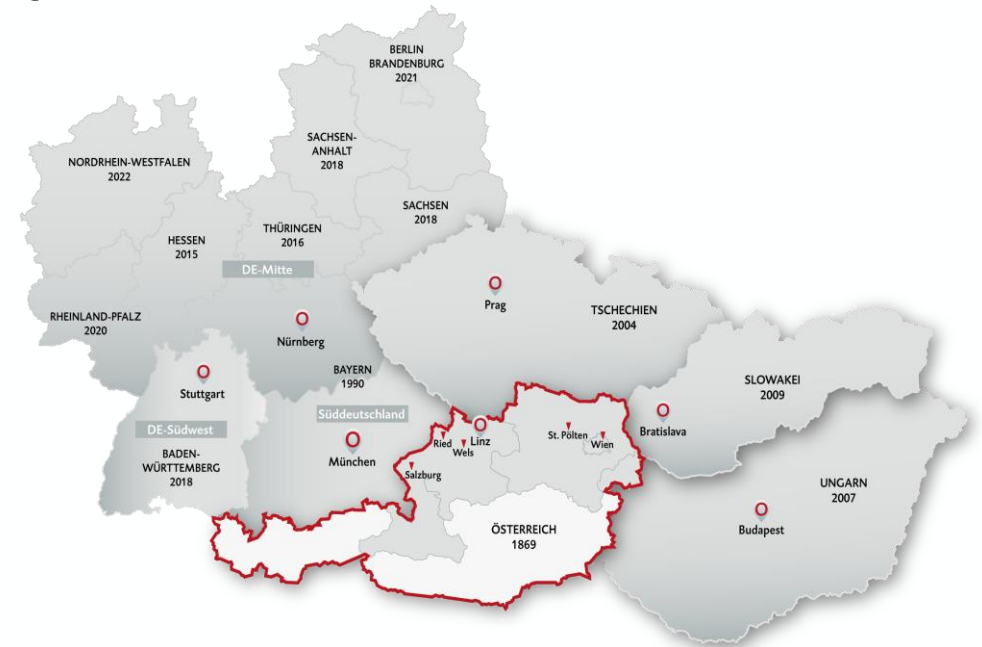 BERLIN
BRANDENBURG
2021
SACHSEN-
ANHALT
2018
NORDRHEIN-WESTFALEN
2022
SACHSEN
2018
THÜRINGEN
2016
HESSEN
2015
DE-Mitte
Prag
TSCHECHIEN
2004
RHEINLAND-PFALZ
2020
Nürnberg
BAYERN
1990
SLOWAKEI
2009
Stuttgart
Süddeutschland
DE-Südwest
Bratislava
St. Pölten
Wien
Ried
Linz
Wels
München
BADEN-
WÜRTTEMBERG
2018
Salzburg
UNGARN
2007
ÖSTERREICH
1869
Budapest